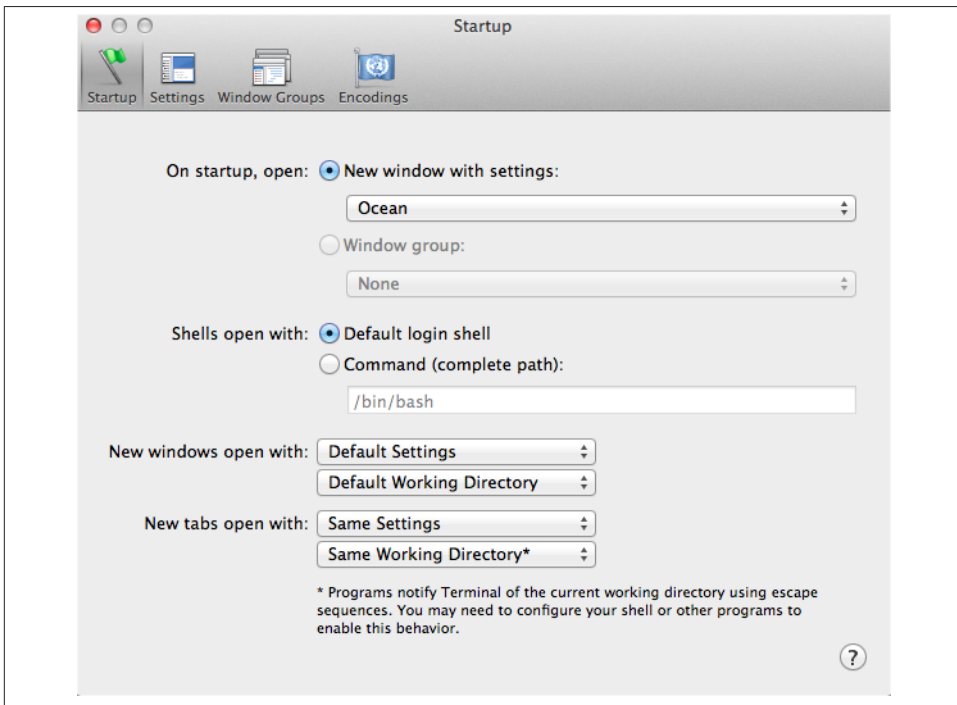 Startup
Startup Settings Window Groups Encodings
On startup, open: New window with settings:
Ocean
Window group:
None
Shells open with: Default login shell
Command (complete path):
/bin/bash
New windows open with: Default Settings
Default Working Directory
New tabs open with: Same Settings
Same Working Directory*
* Programs notify Terminal of the current working directory using escape
sequences. You may need to configure your shell or other programs to
enable this behavior.
?